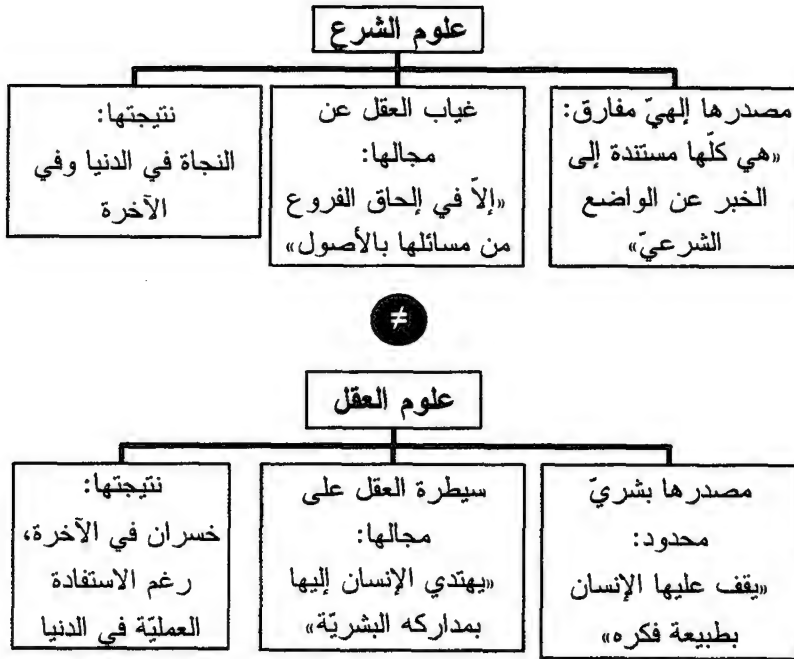 علوم الشرع
مصدرها إلهيّ مفارق:
«هي كلّها مستندة إلى
الخبر عن الواضع
الشرعيّ»
غياب العقل عن
مجالها:
«إلاّ في إلحاق الفروع
من مسائلها بالأصول»
نتيجتها:
النجاة في الدنيا وفي
الآخرة
≠
علوم العقل
مصدرها بشريّ
محدود:
«يقف عليها الإنسان
بطبيعة فكره»
سيطرة العقل على
مجالها:
«يهتدي الإنسان إليها
بمداركه البشريّة»
نتيجتها:
خسران في الآخرة،
رغم الاستفادة
العمليّة في الدنيا